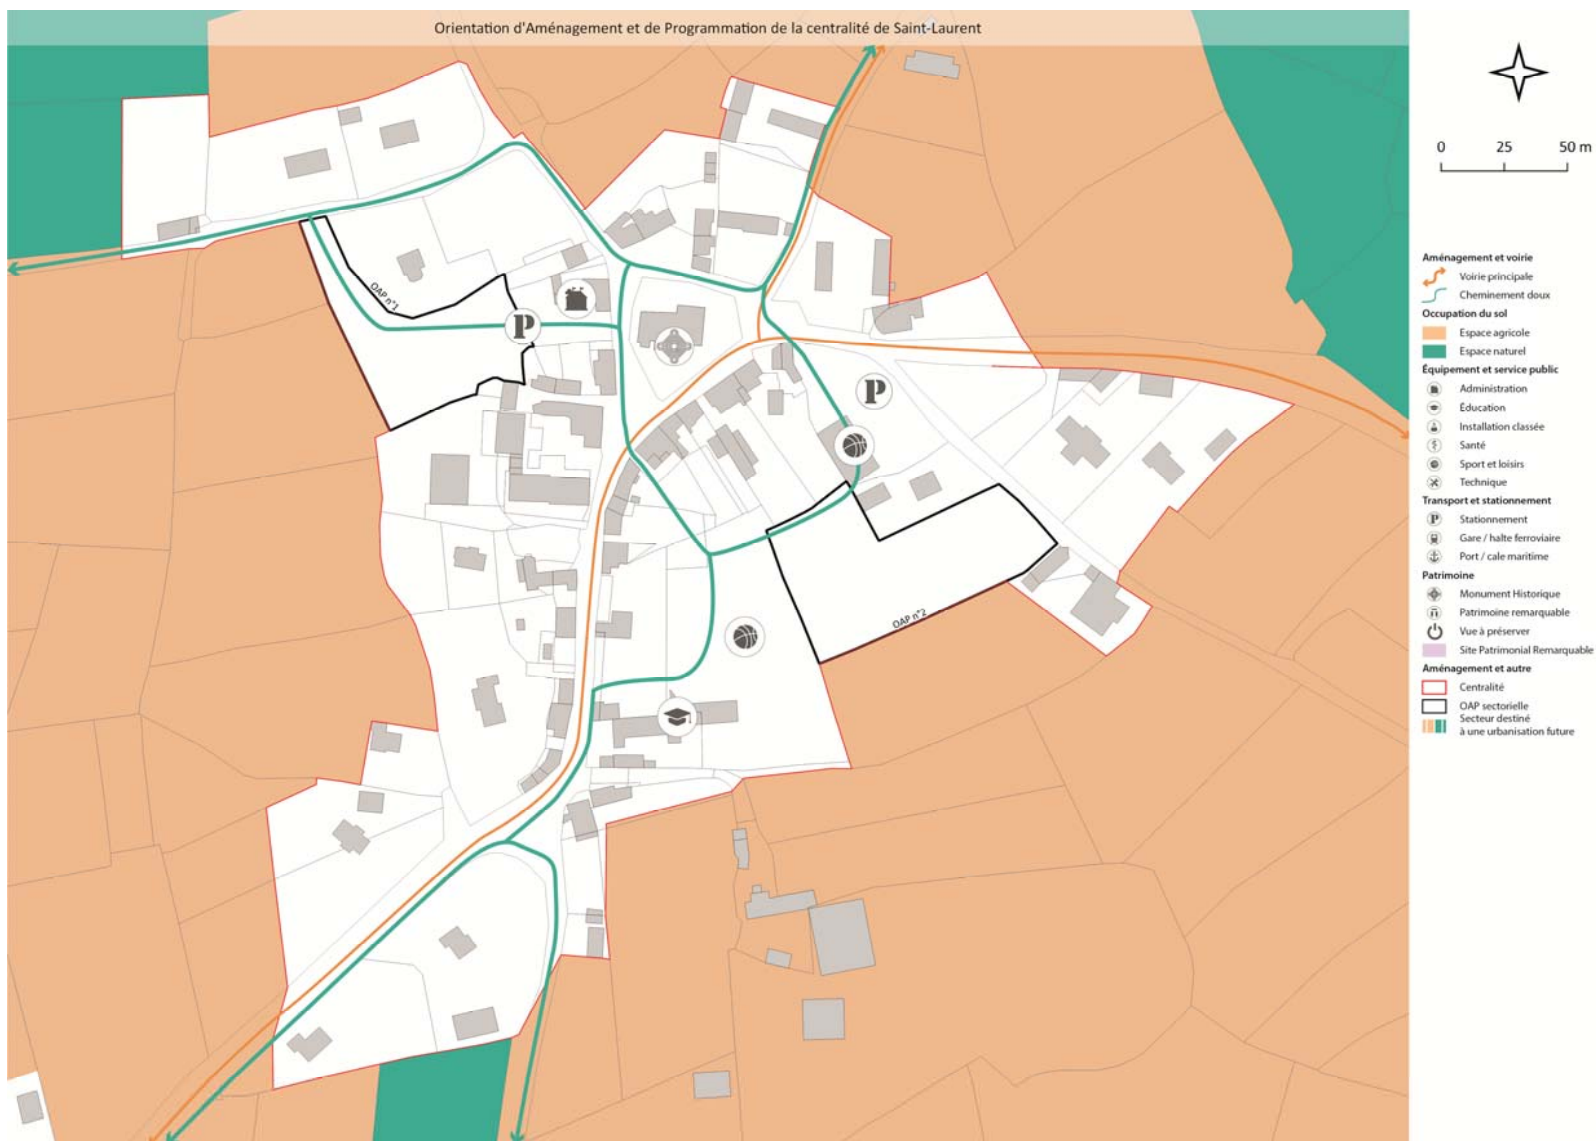 Orientation d'Aménagement et de Programmation de la centralité de Saint-Laurent
OAP n°1
P
P
OAP n°2
0 25 50 m
Aménagement et voirie
Voirie principale
Cheminement doux
Occupation du sol
Espace agricole
Espace naturel
Équipement et service public
Administration
Éducation
Installation classée
Santé
Sport et loisirs
Technique
Transport et stationnement
P Stationnement
Gare / halte ferroviaire
Port / cale maritime
Patrimoine
Monument Historique
Patrimoine remarquable
Vue à préserver
Site Patrimonial Remarquable
Aménagement et autre
Centralité
OAP sectorielle
Secteur destiné
à une urbanisation future